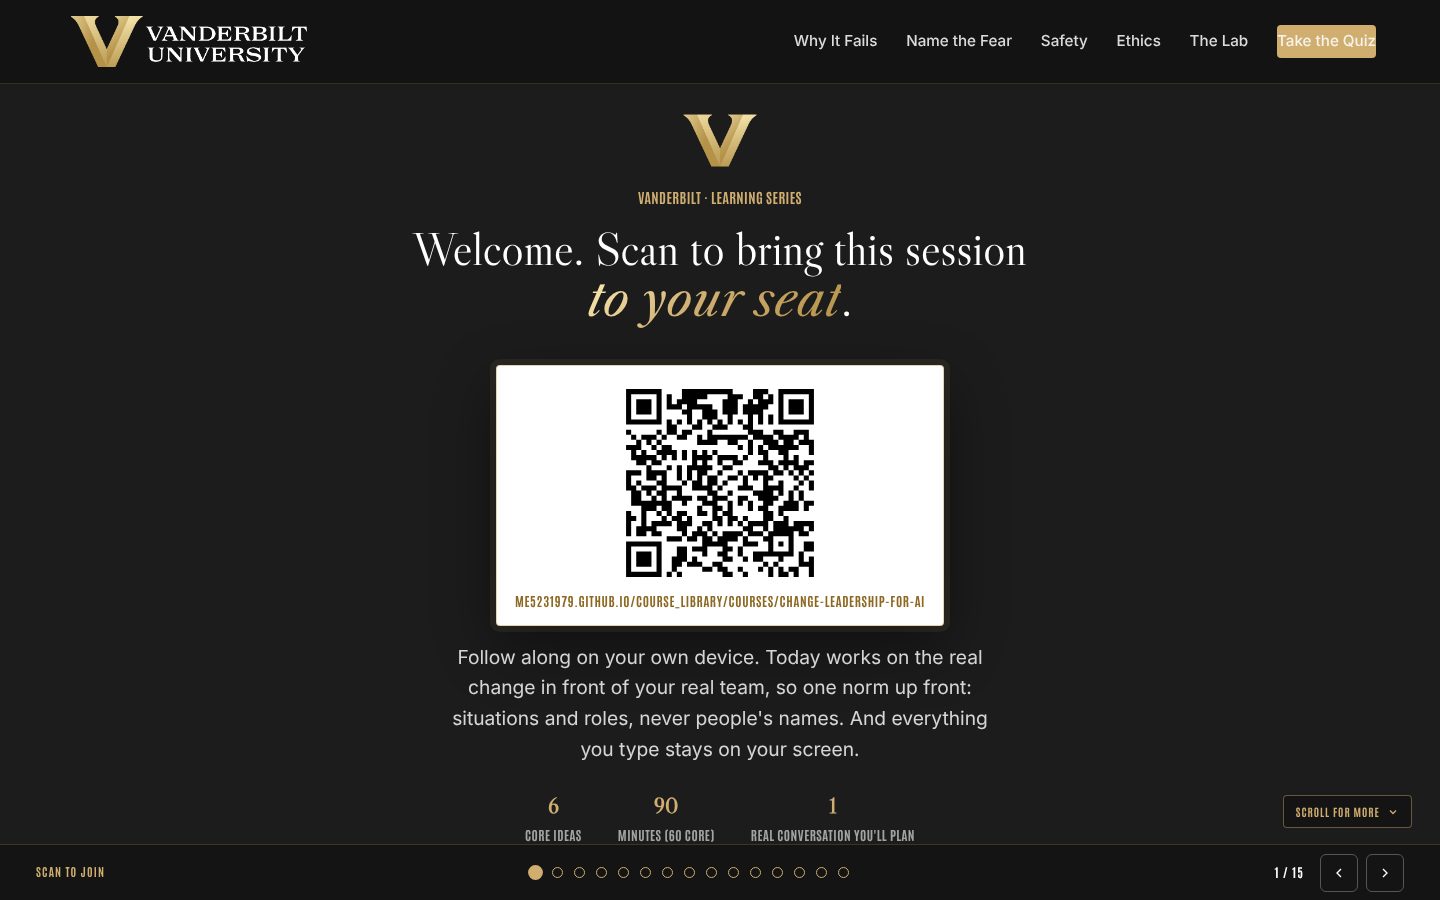 VANDERBILT
UNIVERSITY
Why It Fails
Name the Fear
Safety
Ethics
The Lab
Take the Quiz
VANDERBILT · LEARNING SERIES
Welcome. Scan to bring this session
to your seat.
ME5231979.GITHUB.IO/COURSE_LIBRARY/COURSES/CHANGE-LEADERSHIP-FOR-AI
Follow along on your own device. Today works on the real
change in front of your real team, so one norm up front:
situations and roles, never people's names. And everything
you type stays on your screen.
6
CORE IDEAS
90
MINUTES (60 CORE)
1
REAL CONVERSATION YOU'LL PLAN
SCROLL FOR MORE
SCAN TO JOIN
1 / 15